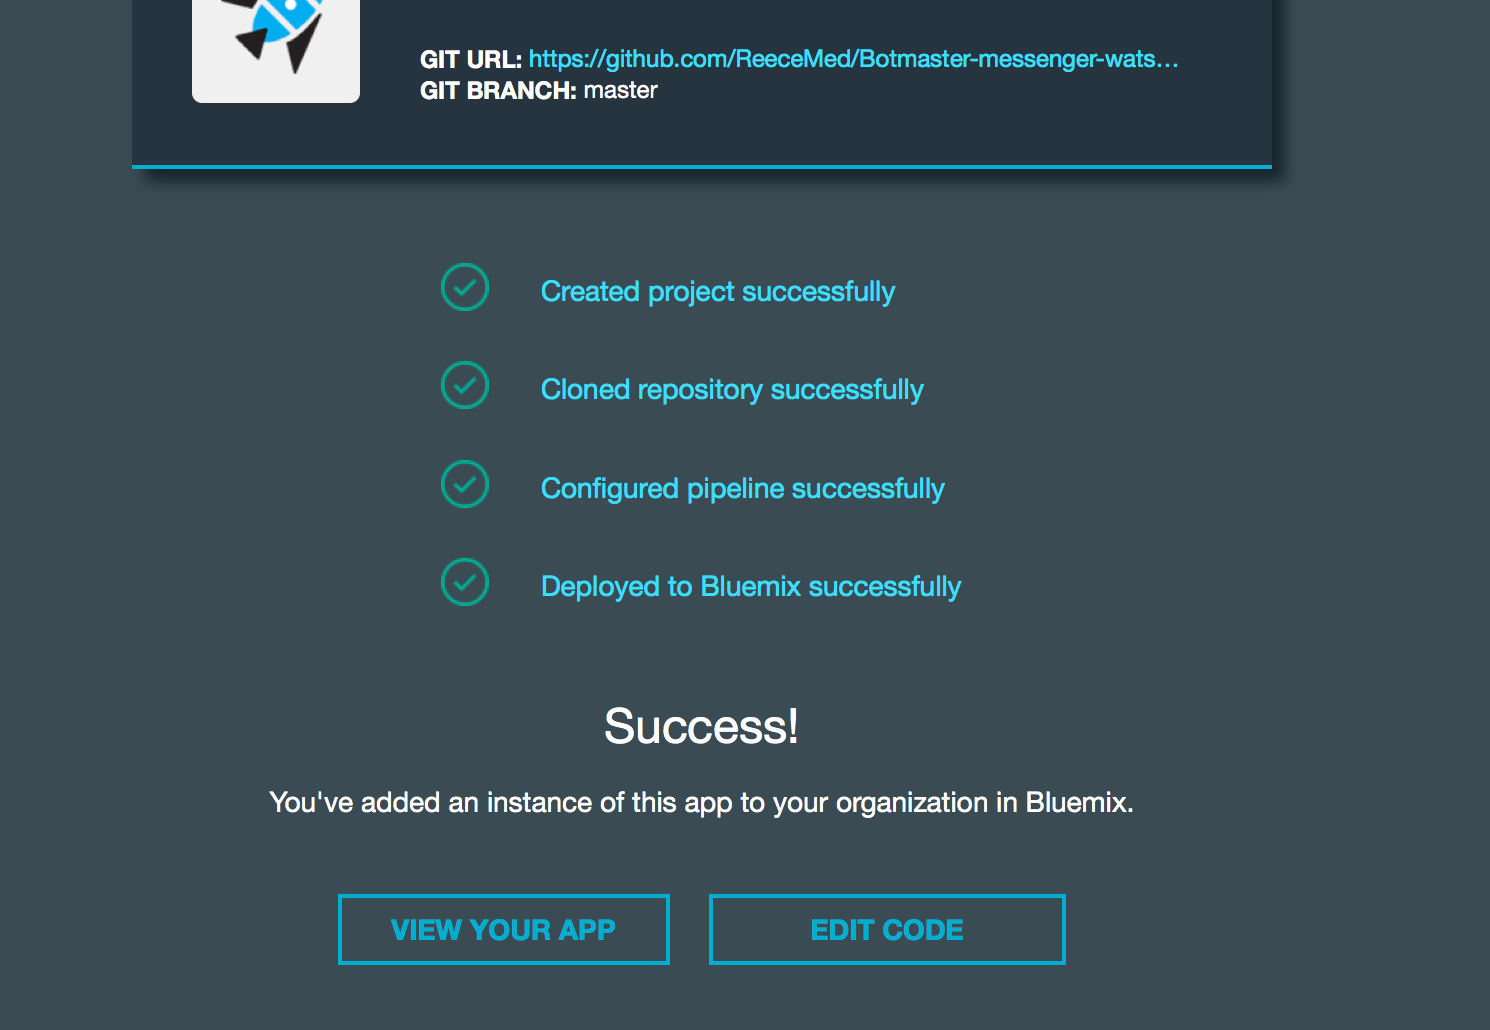 GIT URL: https://github.com/ReeceMed/Botmaster-messenger-wats...
GIT BRANCH: master
Created project successfully
Cloned repository successfully
Configured pipeline successfully
Deployed to Bluemix successfully
Success!
You've added an instance of this app to your organization in Bluemix.
VIEW YOUR APP
EDIT CODE